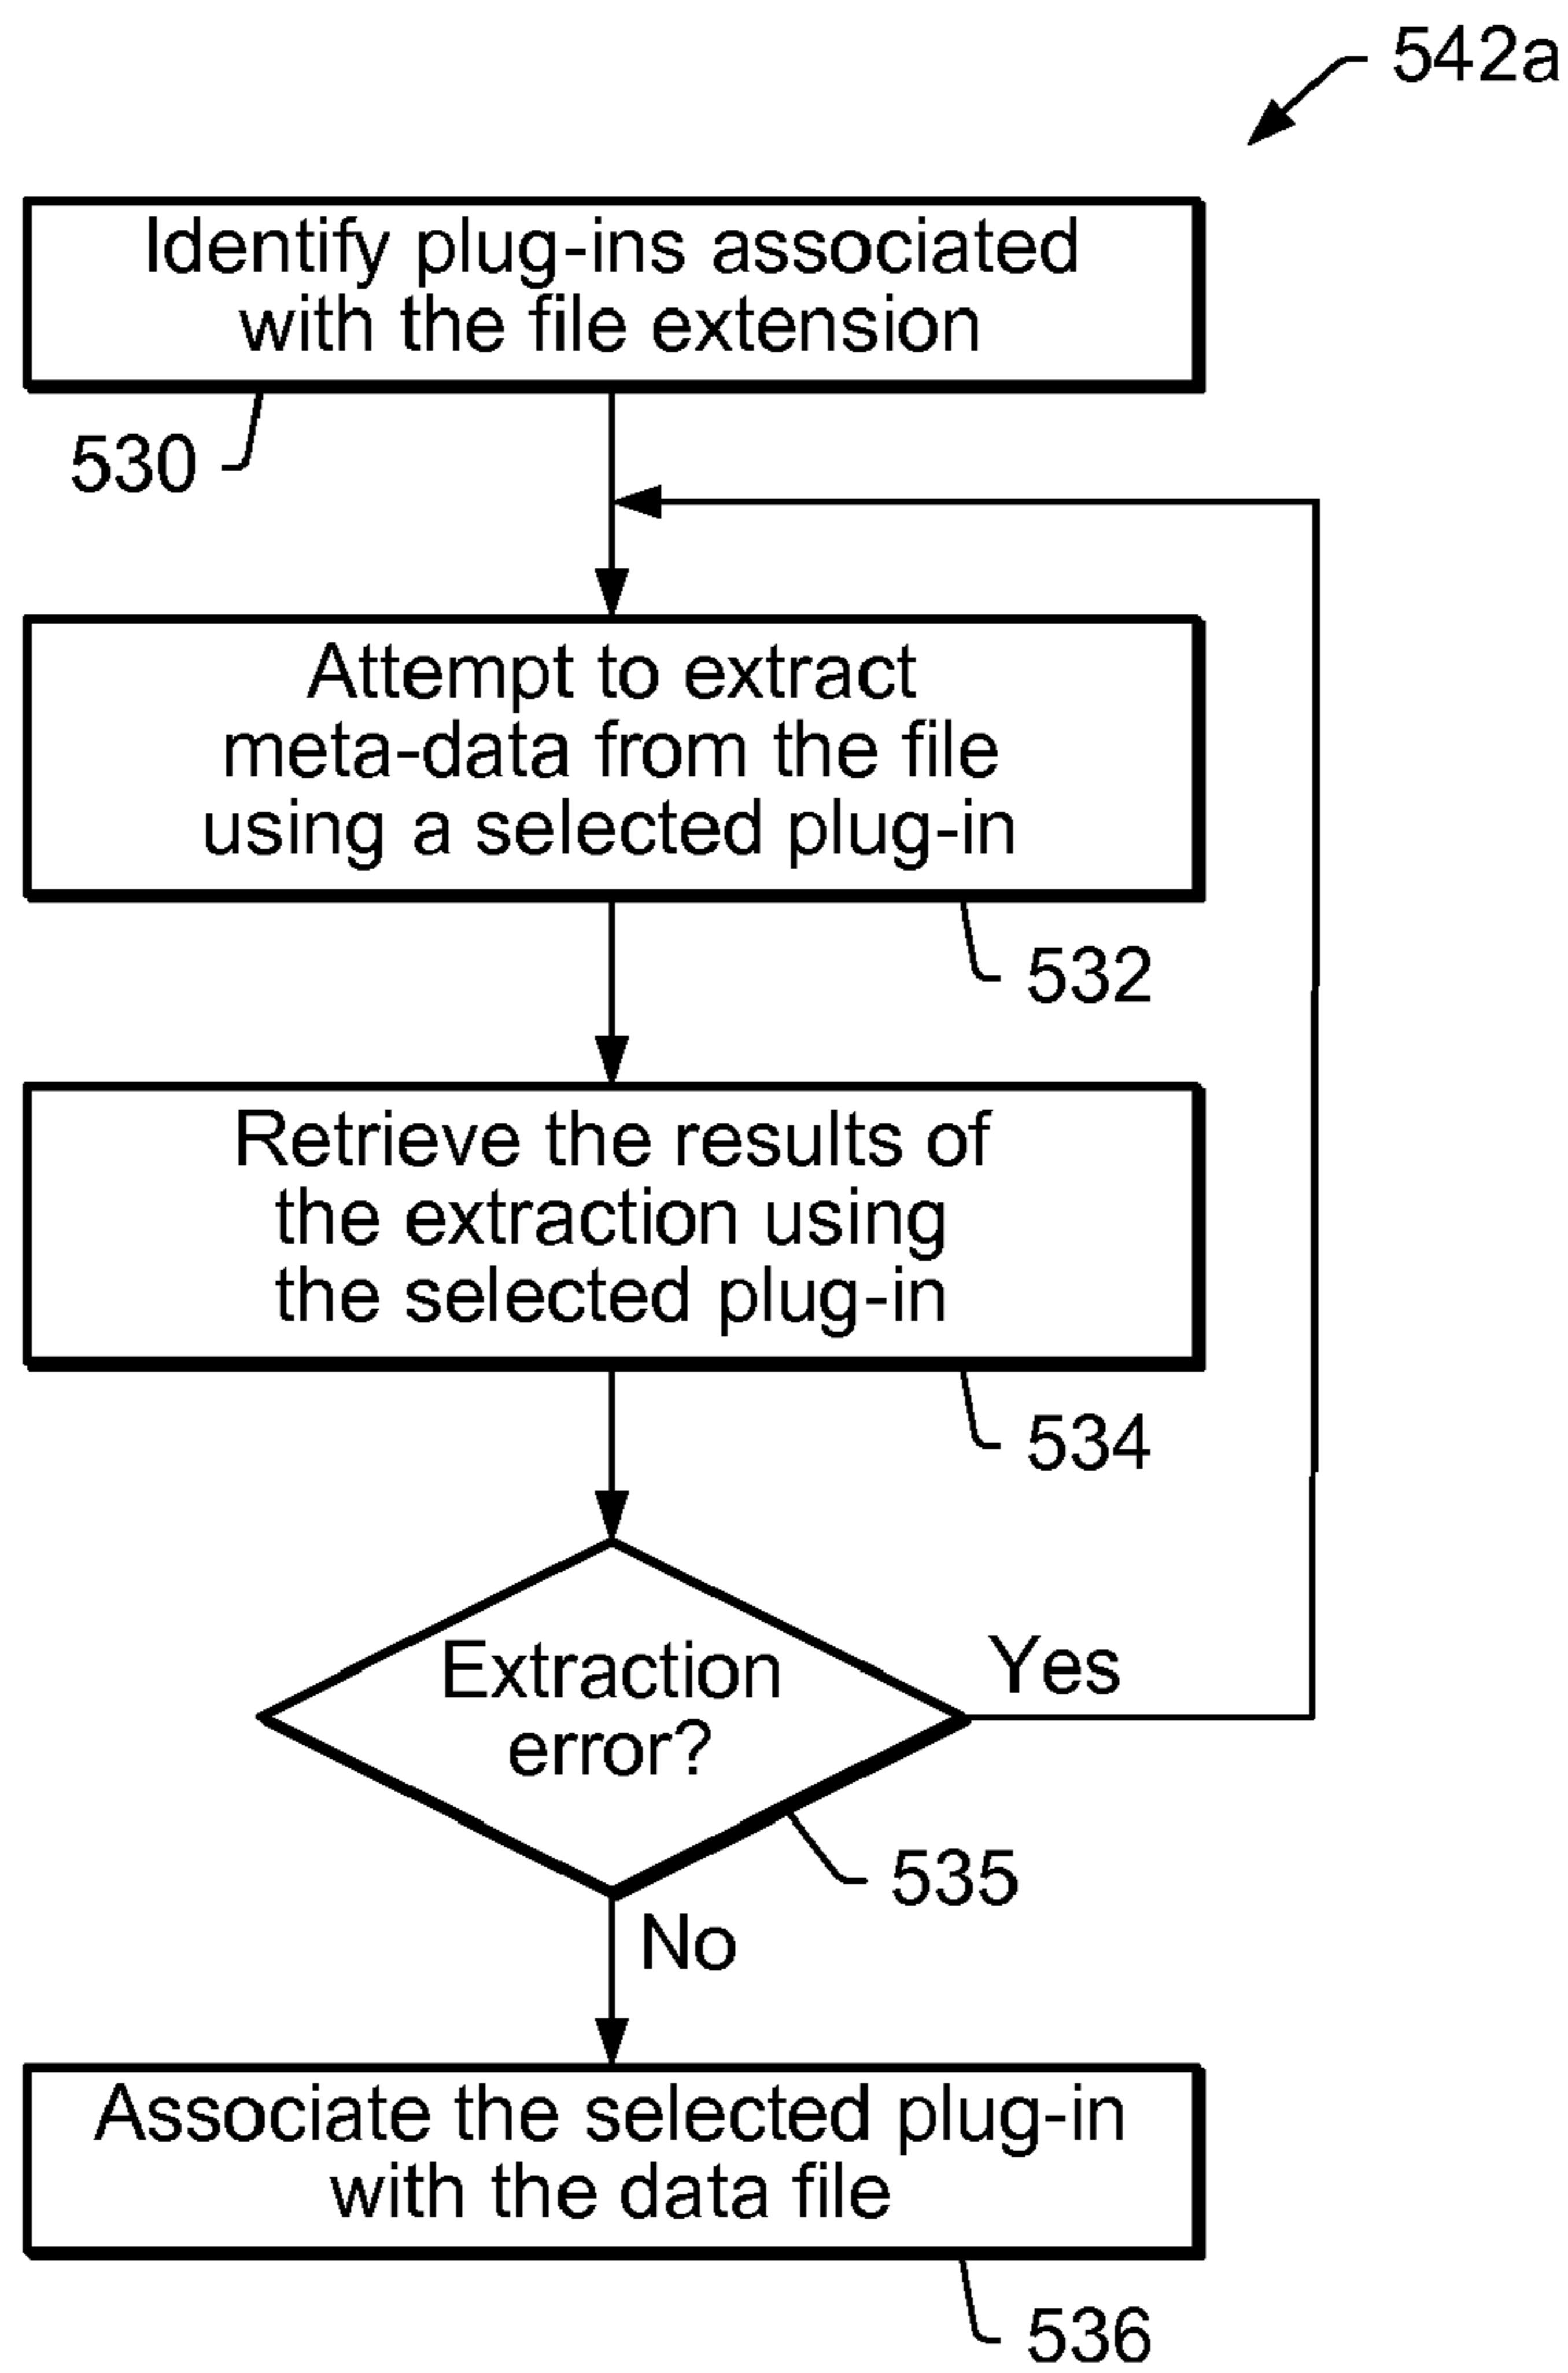 542a
Identify plug-ins associated
with the file extension
530
Attempt to extract
meta-data from the file
using a selected plug-in
532
Retrieve the results of
the extraction using
the selected plug-in
534
Extraction
error?
Yes
535
No
Associate the selected plug-in
with the data file
536